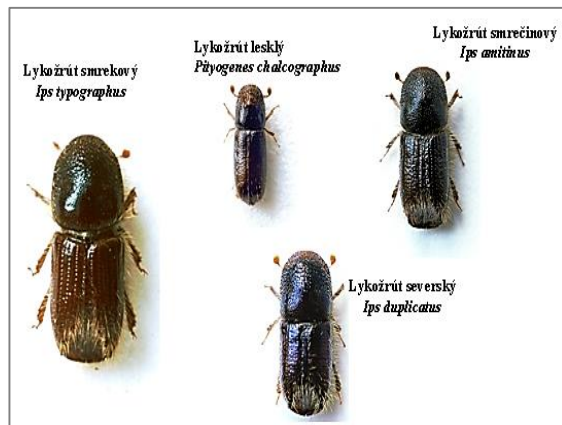 Lykožrút smrekový
Ips typographus
Lykožrút lesklý
Pityogenes chalcographus
Lykožrút smrečinový
Ips amitinus
Lykožrút severský
Ips duplicatus